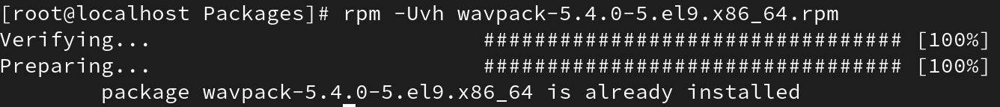 [root@localhost Packages]# rpm -Uvh wavpack-5.4.0-5.el9.x86_64.rpm
Verifying...                          ################################# [100%]
Preparing...                          ################################# [100%]
        package wavpack-5.4.0-5.el9.x86_64 is already installed